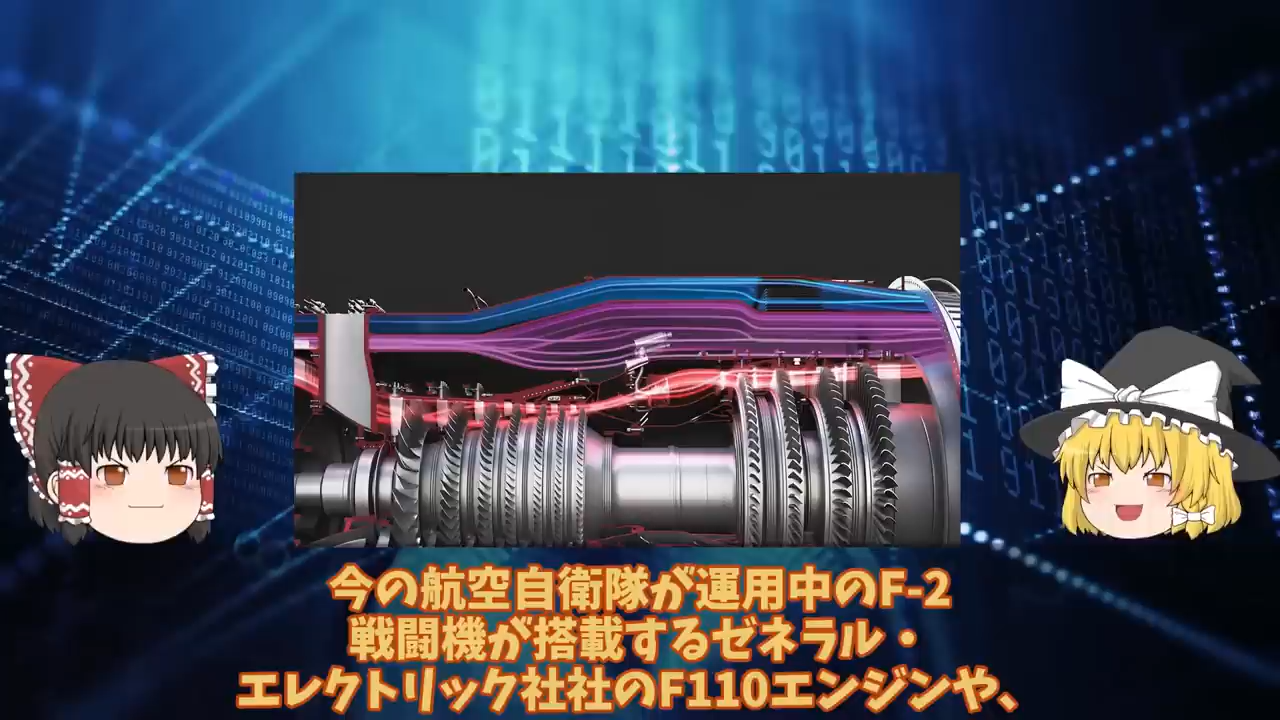 今の航空自衛隊が運用中のF-2
戦闘機が搭載するゼネラル・
エレクトリック社社のF110エンジンや、